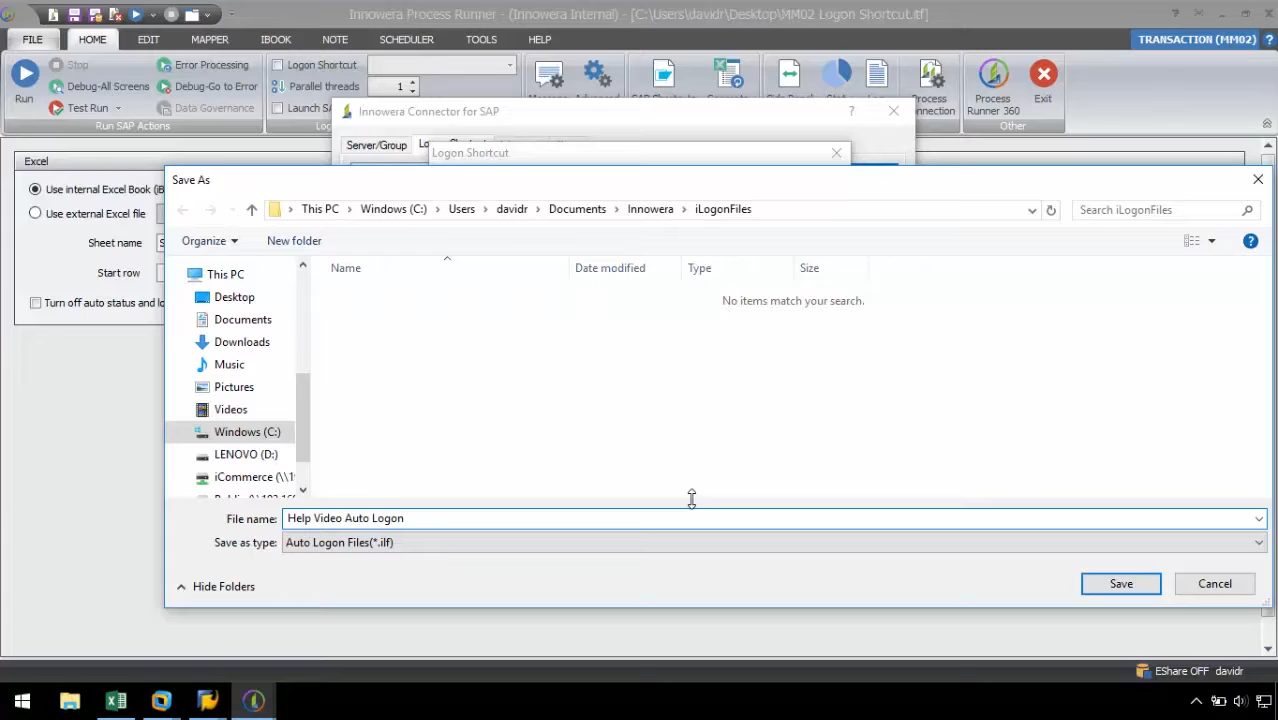 Innowera Process Runner - (Innowera Internal) - [C:\Users\davidr\Desktop\MM02 Logon Shortcut.itf]
FILE HOME EDIT MAPPER IBOOK NOTE SCHEDULER TOOLS HELP TRANSACTION (MM02)
Run
Stop
Debug-All Screens
Test Run
Error Processing
Debug-Go to Error
Data Governance
Run SAP Actions
Logon Shortcut
Parallel threads 1
Launch SA
Process
Runner 360
Exit
Other
Innowera Connector for SAP
Server/Group
Logon Shortcut
Excel
Use internal Excel Book (iB
Use external Excel file
Sheet name S
Start row
Turn off auto status and lo
Save As
This PC > Windows (C:) > Users > davidr > Documents > Innowera > iLogonFiles
Search iLogonFiles
Organize New folder
Name Date modified Type Size
No items match your search.
This PC
Desktop
Documents
Downloads
Music
Pictures
Videos
Windows (C:)
LENOVO (D:)
iCommerce (\\19
File name: Help Video Auto Logon
Save as type: Auto Logon Files(*.ilf)
Hide Folders
Save Cancel
EShare OFF davidr